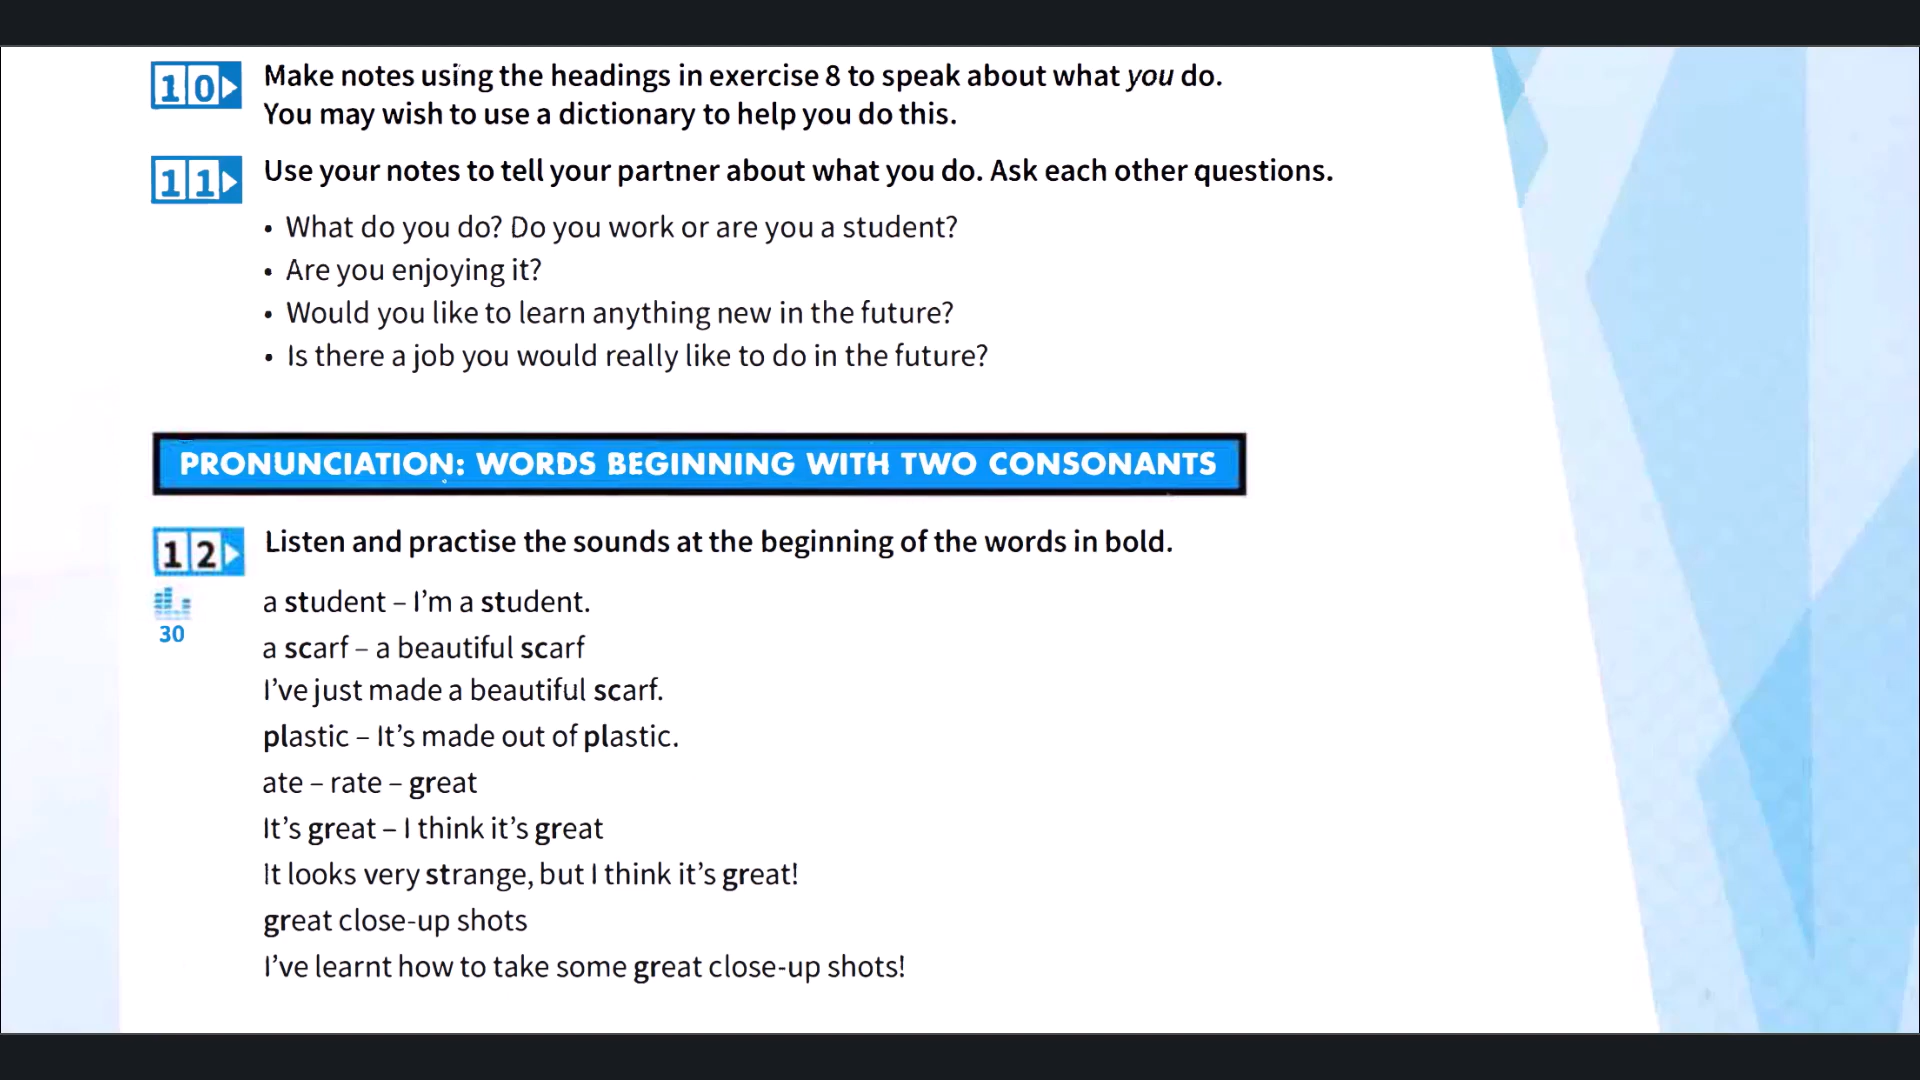 10 Make notes using the headings in exercise 8 to speak about what you do.
You may wish to use a dictionary to help you do this.
11 Use your notes to tell your partner about what you do. Ask each other questions.
• What do you do? Do you work or are you a student?
• Are you enjoying it?
• Would you like to learn anything new in the future?
• Is there a job you would really like to do in the future?
PRONUNCIATION: WORDS BEGINNING WITH TWO CONSONANTS
12 Listen and practise the sounds at the beginning of the words in bold.
30
a student – I'm a student.
a scarf – a beautiful scarf
I've just made a beautiful scarf.
plastic – It's made out of plastic.
ate – rate – great
It's great – I think it's great
It looks very strange, but I think it's great!
great close-up shots
I've learnt how to take some great close-up shots!